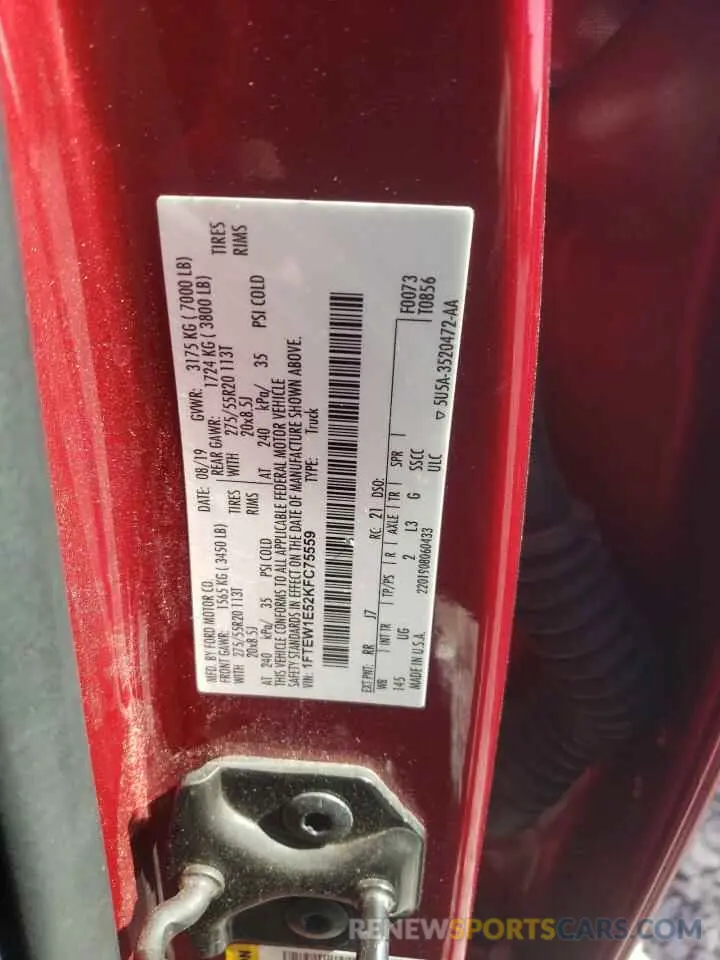 MFD. BY FORD MOTOR CO.
DATE: 08/19 GVWR: 3175 KG ( 7000 LB)
FRONT GAWR: 1565 KG ( 3450 LB) REAR GAWR: 1724 KG ( 3800 LB)
WITH 275/55R20 113T TIRES WITH 275/55R20 113T TIRES
20x8.5J RIMS 20x8.5J RIMS
AT 240 kPa/ 35 PSI COLD AT 240 kPa/ 35 PSI COLD
THIS VEHICLE CONFORMS TO ALL APPLICABLE FEDERAL MOTOR VEHICLE
SAFETY STANDARDS IN EFFECT ON THE DATE OF MANUFACTURE SHOWN ABOVE.
VIN: 1FTEW1E52KFC75559 TYPE: Truck
EXT PNT: RR J7 RC: 21 DSO: F0073
WB INT TR TP/PS R AXLE TR SPR T0856
145 UG 2 L3 G SSCC
MADE IN U.S.A. 2201908060433 ULC
5U5A-3520472-AA
RENEWSPORTSCARS.COM